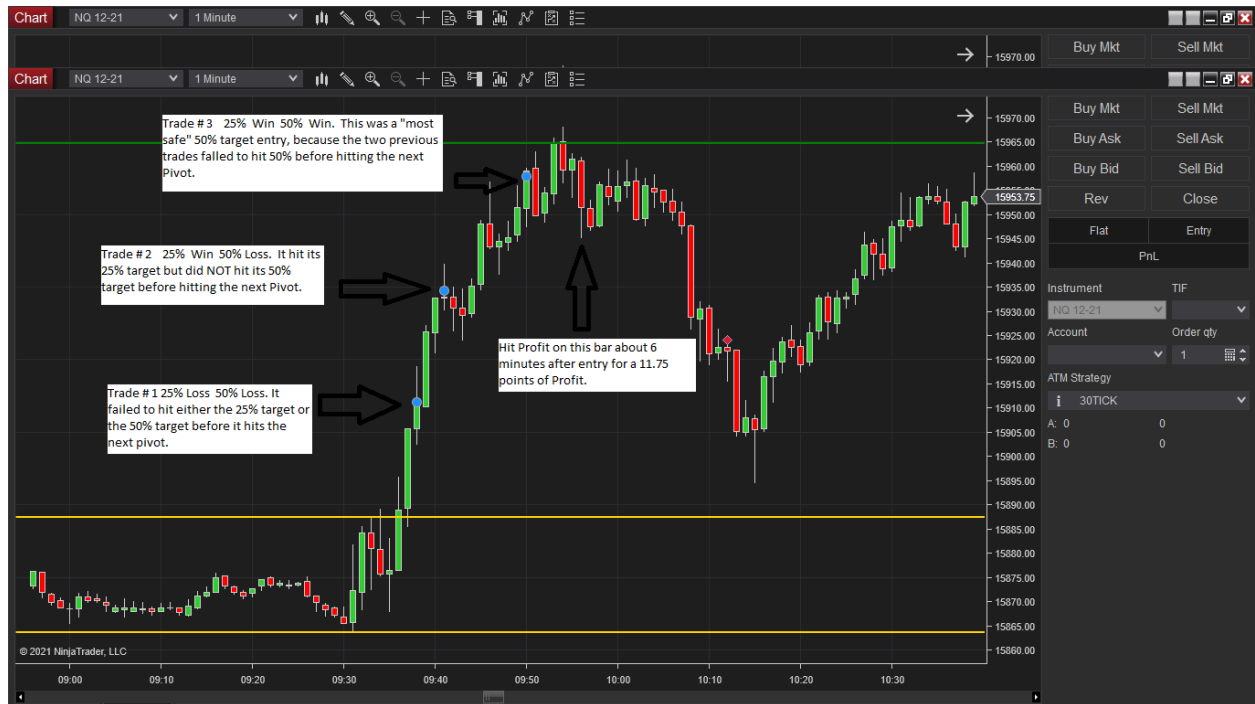 Chart NQ 12-21 1 Minute
15970.00
Buy Mkt Sell Mkt
Chart NQ 12-21 1 Minute
Trade #3 25% Win 50% Win. This was a "most
safe" 50% target entry, because the two previous
trades falled to hit 50% before hitting the next
Pivot.
Trade #2 25% Win 50% Loss. It hit its
25% target but did NOT hit its 50%
target before hitting the next Pivot.
Hit Profit on this bar about 6
minutes after entry for a 11.75
points of Profit.
Trade #1 25% Loss 50% Loss. It
failed to hit either the 25% target or
the 50% target before it hits the
next pivot.
© 2021 NinjaTrader, LLC
15970.00
15965.00
15960.00
15953.75
15950.00
15945.00
15940.00
15935.00
15930.00
15925.00
15920.00
15915.00
15910.00
15905.00
15900.00
15895.00
15890.00
15885.00
15880.00
15875.00
15870.00
15865.00
15860.00
09:00 09:10 09:20 09:30 09:40 09:50 10:00 10:10 10:20 10:30
Buy Mkt Sell Mkt
Buy Ask Sell Ask
Buy Bid Sell Bid
Rev Close
Flat Entry
PnL
Instrument TIF
NQ 12-21
Account Order qty
1
ATM Strategy
i 30TICK
A: 0 0
B: 0 0